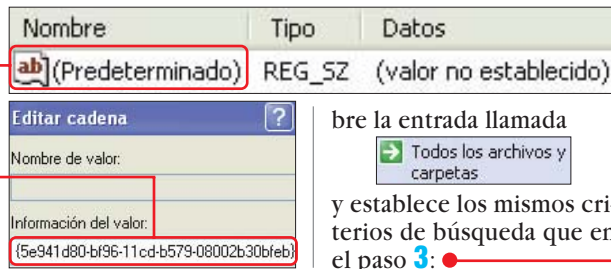 Nombre Tipo Datos
ab (Predeterminado) REG_SZ (valor no establecido)
Editar cadena ?
Nombre de valor:
Información del valor:
{5e941d80-bf96-11cd-b579-08002b30bfeb}
bre la entrada llamada
Todos los archivos y
carpetas
y establece los mismos crite-
terios de búsqueda que en
el paso 3: